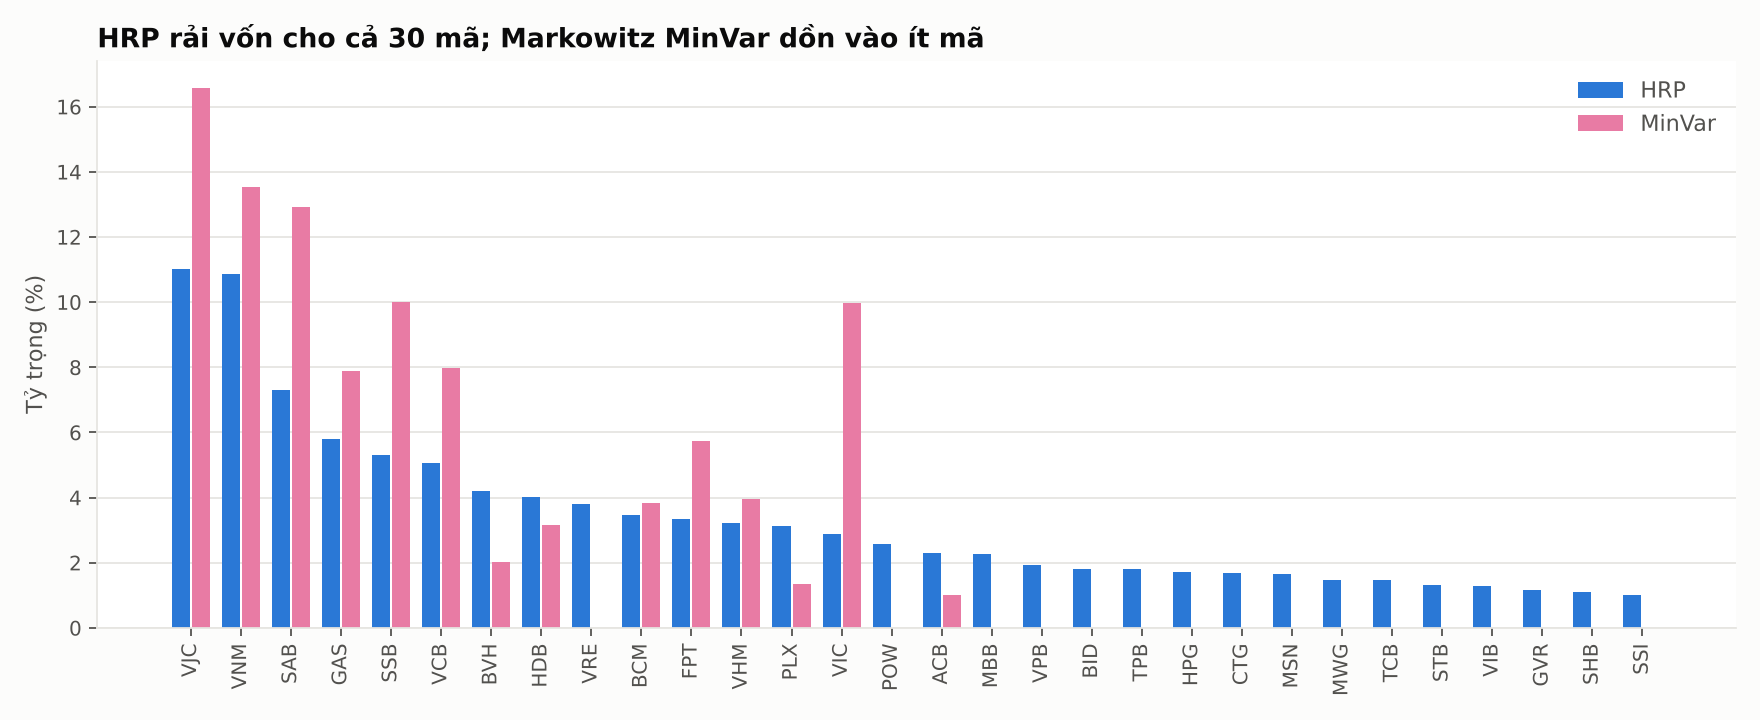 HRP rải vốn cho cả 30 mã; Markowitz MinVar dồn vào ít mã
HRP
MinVar
Tỷ trọng (%)
16
14
12
10
8
6
4
2
0
VJC
VNM
SAB
GAS
SSB
VCB
BVH
HDB
VRE
BCM
FPT
VHM
PLX
VIC
POW
ACB
MBB
VPB
BID
TPB
HPG
CTG
MSN
MWG
TCB
STB
VIB
GVR
SHB
SSI